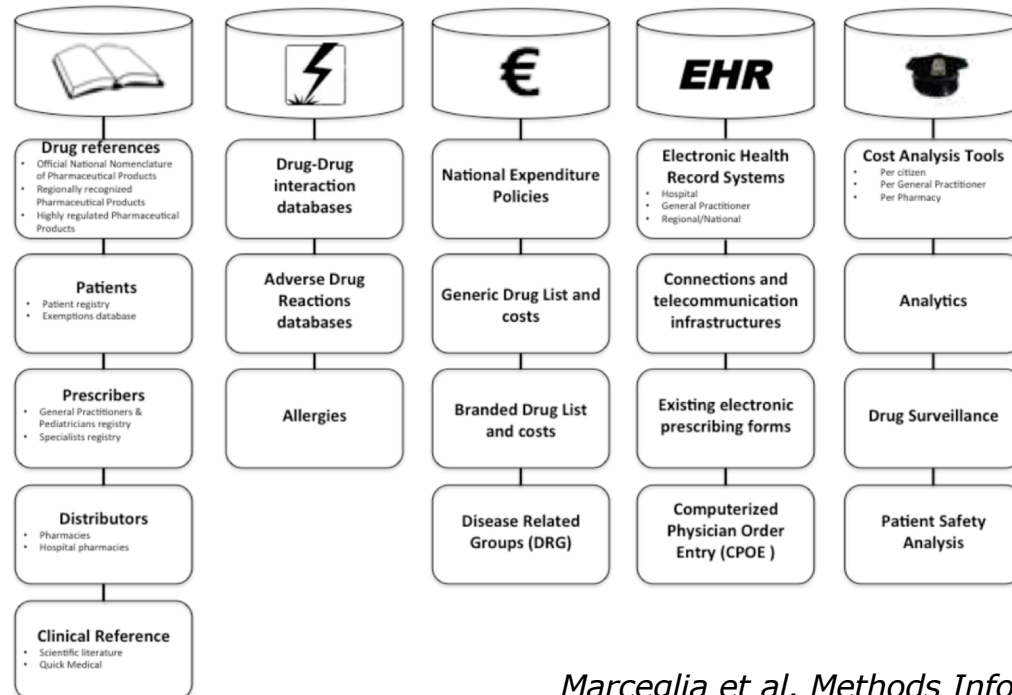 Drug references
• Official National Nomenclature
of Pharmaceutical Products
• Regionally recognized
Pharmaceutical Products
• Highly regulated Pharmaceutical
Products
Patients
• Patient registry
• Exemptions database
Prescribers
• General Practitioners &
Pediatricians registry
• Specialists registry
Distributors
• Pharmacies
• Hospital pharmacies
Clinical Reference
• Scientific literature
• Quick Medical
Drug-Drug
interaction
databases
Adverse Drug
Reactions
databases
Allergies
€
National Expenditure
Policies
Generic Drug List and
costs
Branded Drug List
and costs
Disease Related
Groups (DRG)
EHR
Electronic Health
Record Systems
• Hospital
• General Practitioner
• Regional/National
Connections and
telecommunication
infrastructures
Existing electronic
prescribing forms
Computerized
Physician Order
Entry (CPOE )
Cost Analysis Tools
• Per citizen
• Per General Practitioner
• Per Pharmacy
Analytics
Drug Surveillance
Patient Safety
Analysis
Marceglia et al. Methods Info